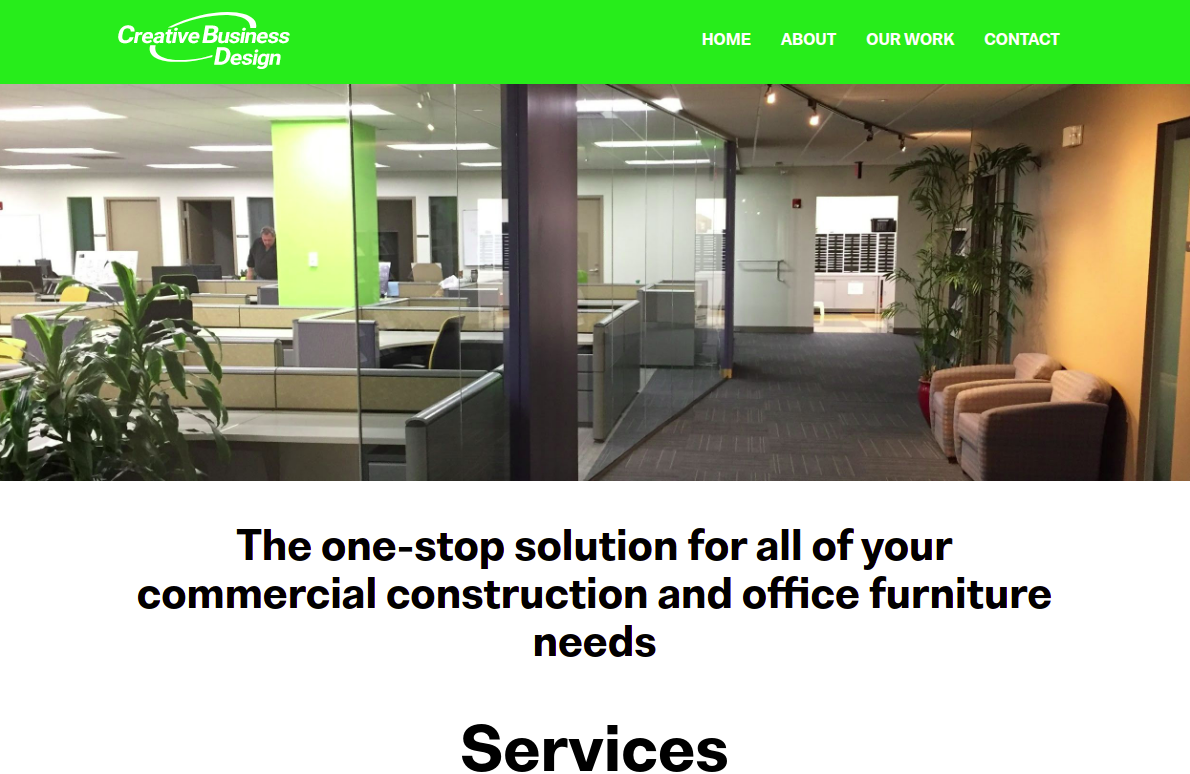 Creative Business
Design
HOME ABOUT OUR WORK CONTACT
The one-stop solution for all of your
commercial construction and office furniture
needs
Services